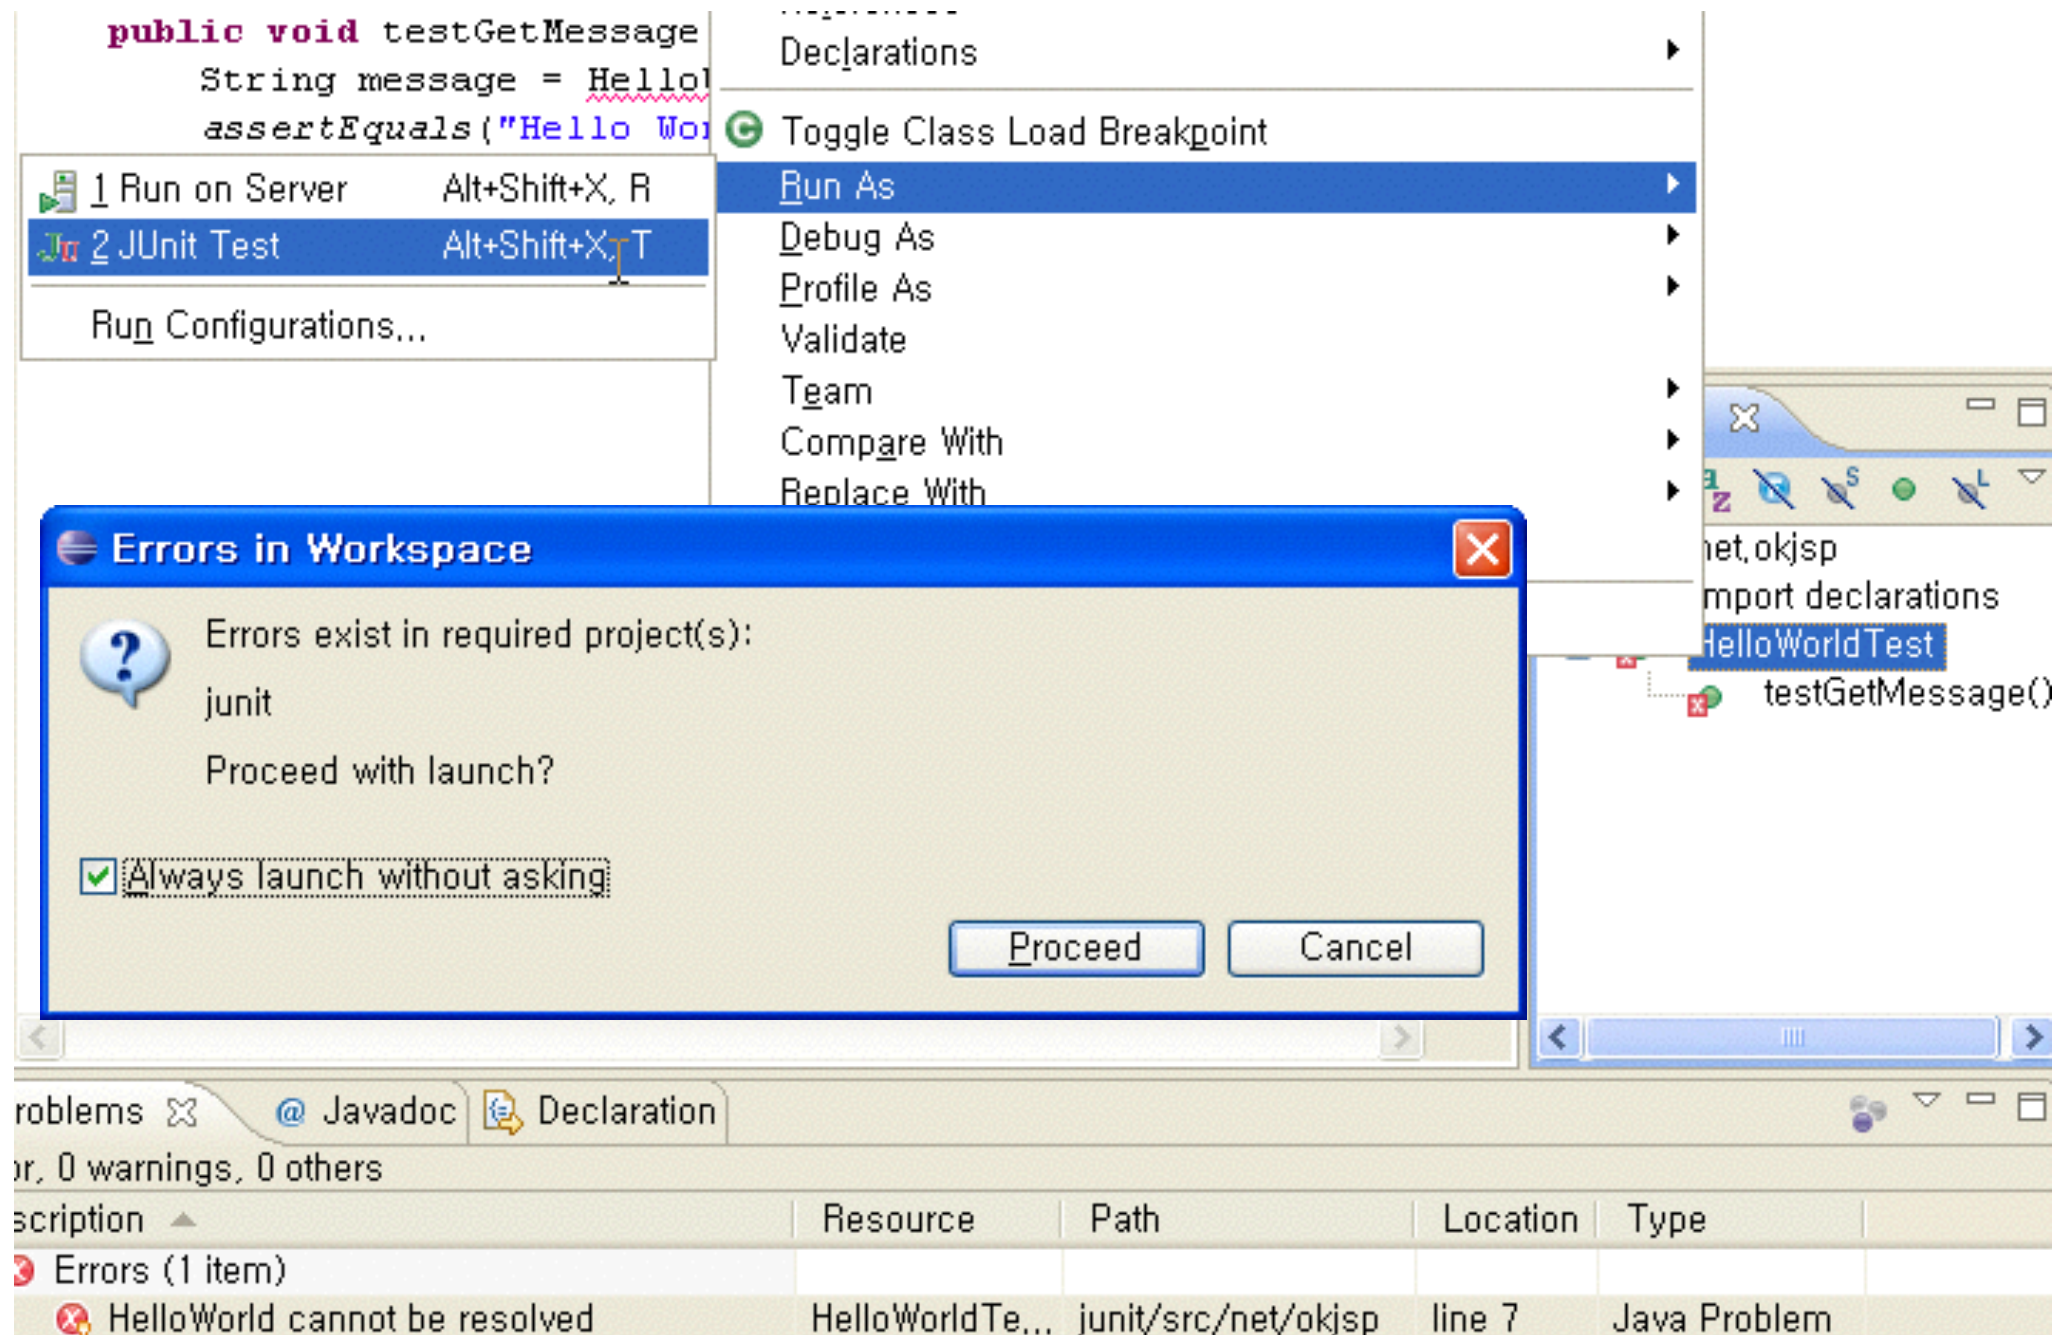 public void testGetMessage
String message = Hello
assertEquals("Hello Wor
Declarations
Toggle Class Load Breakpoint
Run As
Debug As
Profile As
Validate
Team
Compare With
Replace With
1 Run on Server Alt+Shift+X, R
2 JUnit Test Alt+Shift+X, T
Run Configurations...
Errors in Workspace
Errors exist in required project(s):
junit
Proceed with launch?
Always launch without asking
Proceed Cancel
net.okjsp
mport declarations
HelloWorldTest
testGetMessage()
roblems @ Javadoc Declaration
or, 0 warnings, 0 others
scription Resource Path Location Type
Errors (1 item)
HelloWorld cannot be resolved HelloWorldTe... junit/src/net/okjsp line 7 Java Problem